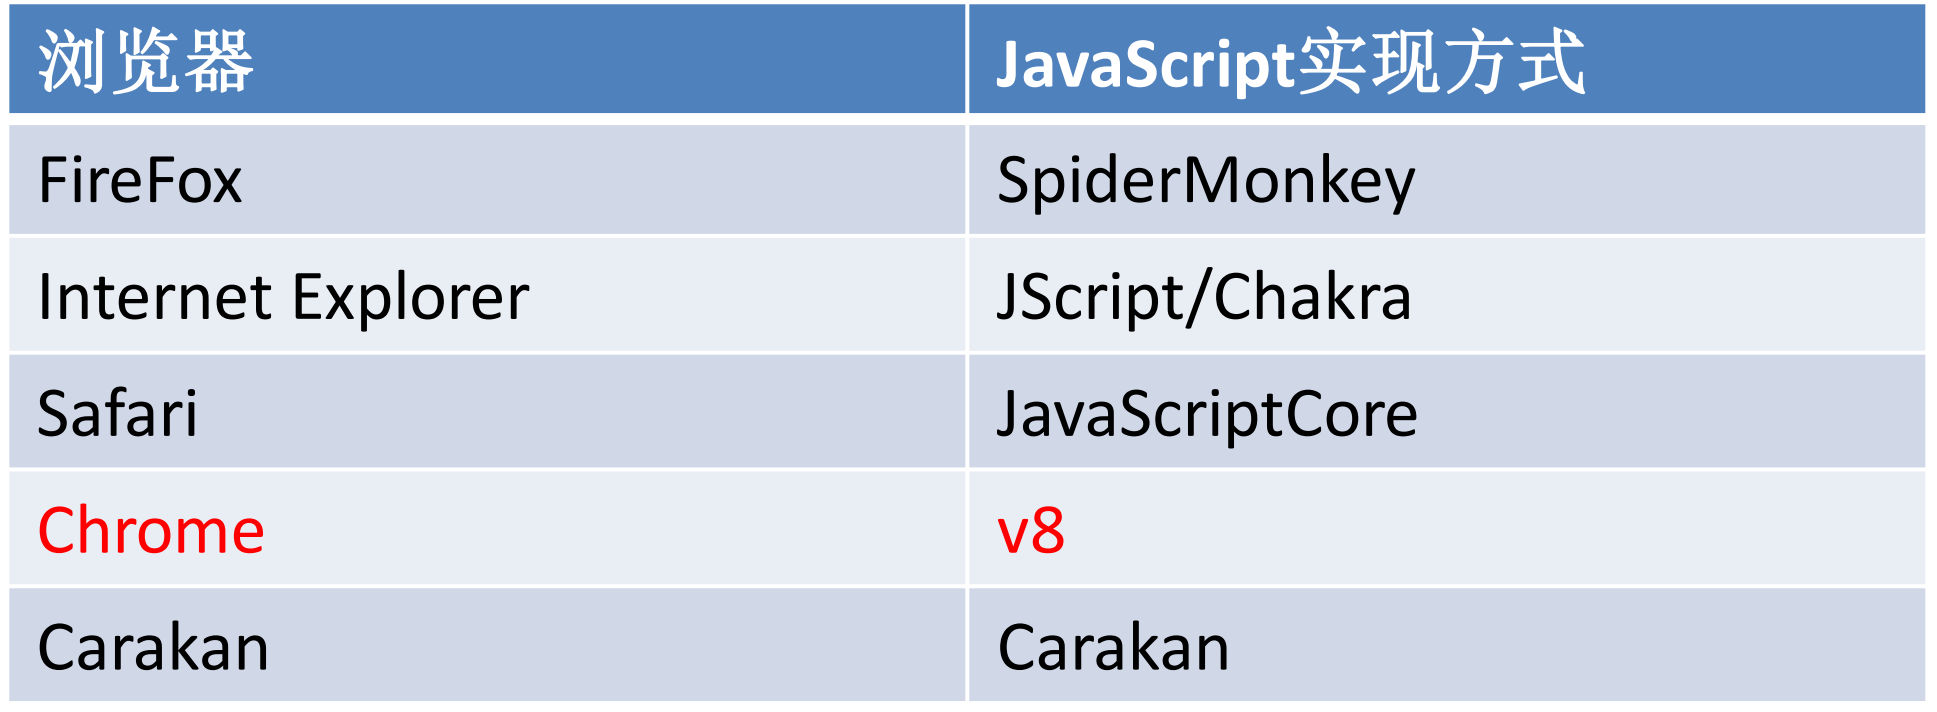 浏览器 JavaScript实现方式
FireFox SpiderMonkey
Internet Explorer JScript/Chakra
Safari JavaScriptCore
Chrome v8
Carakan Carakan